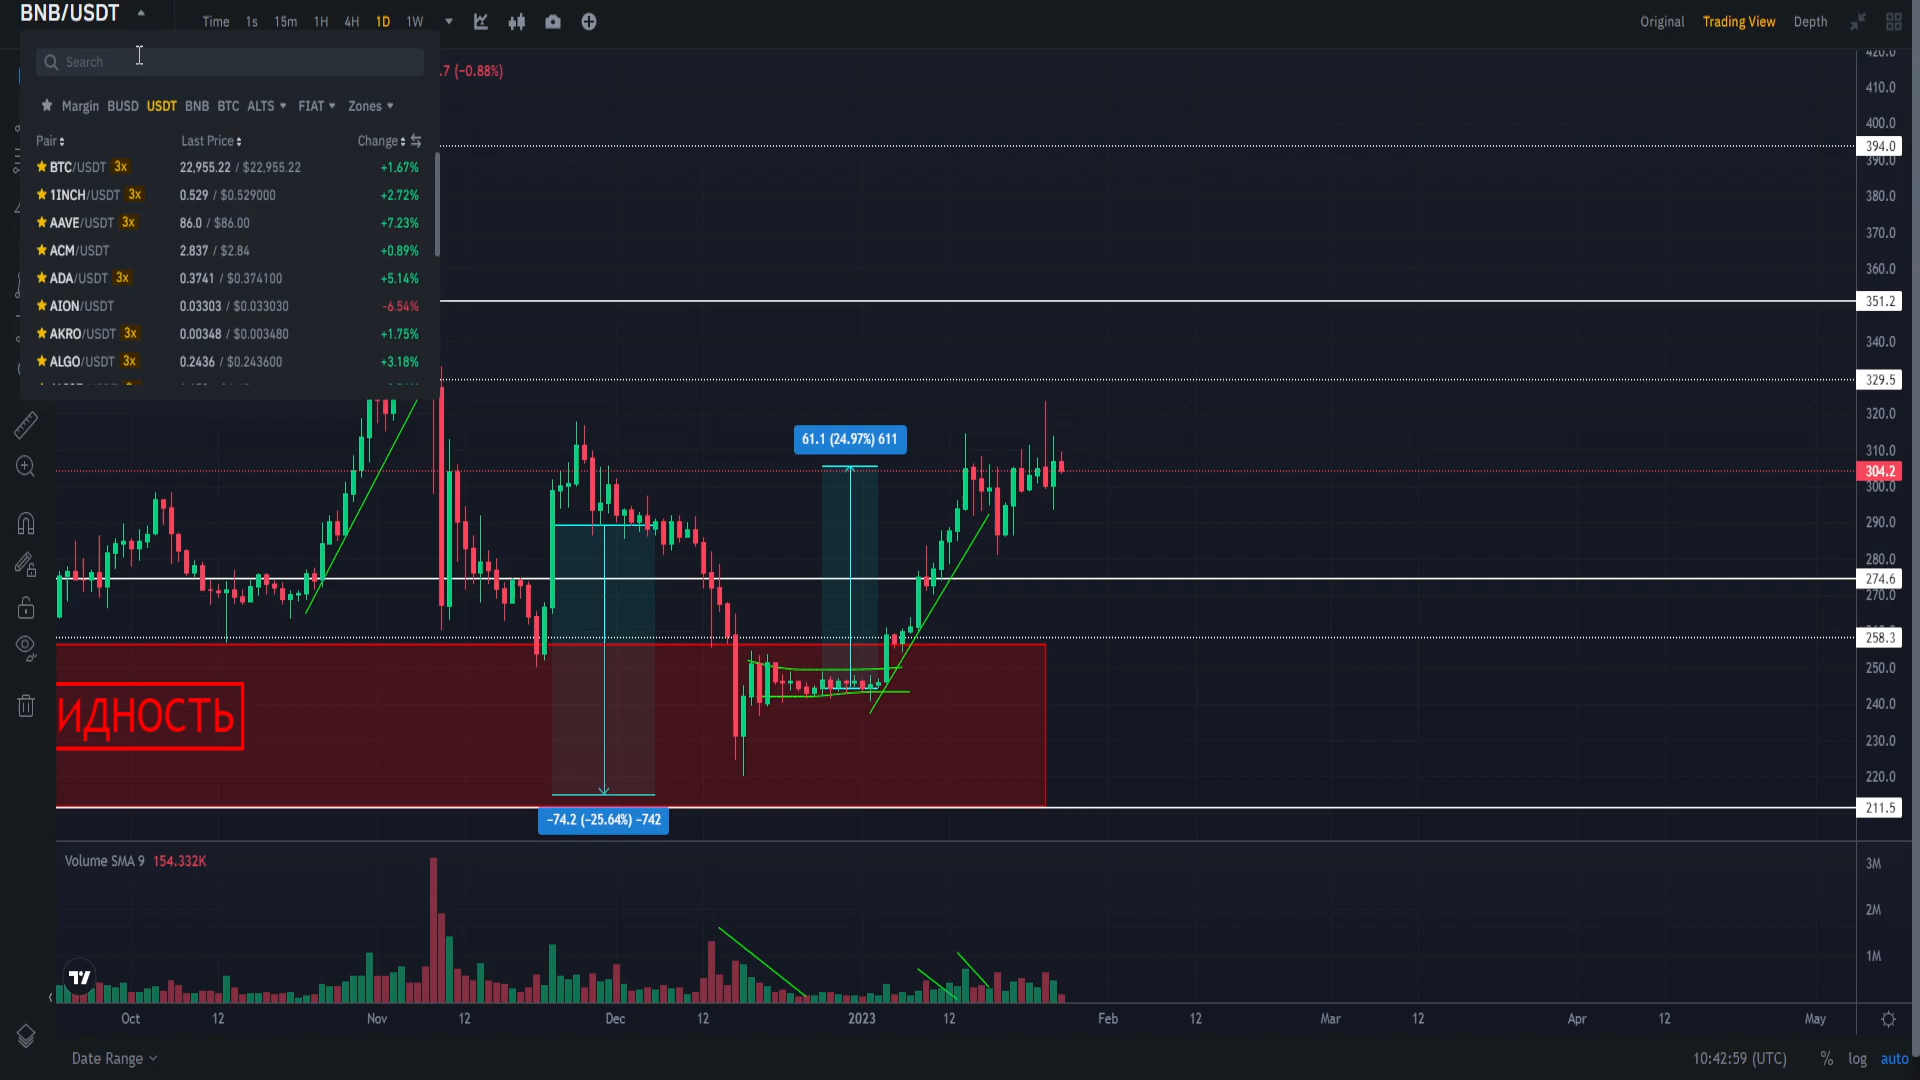 BNB/USDT
Time 1s 15m 1H 4H 1D 1W
Original Trading View Depth
Search
.7 (−0.88%)
Margin BUSD USDT BNB BTC ALTS FIAT Zones
Pair Last Price Change
BTC/USDT 3x 22,955.22 / $22,955.22 +1.67%
1INCH/USDT 3x 0.529 / $0.529000 +2.72%
AAVE/USDT 3x 86.0 / $86.00 +7.23%
ACM/USDT 2.837 / $2.84 +0.89%
ADA/USDT 3x 0.3741 / $0.374100 +5.14%
AION/USDT 0.03303 / $0.033030 -6.54%
AKRO/USDT 3x 0.00348 / $0.003480 +1.75%
ALGO/USDT 3x 0.2436 / $0.243600 +3.18%
420.0
410.0
400.0
394.0
390.0
380.0
370.0
360.0
351.2
340.0
329.5
320.0
310.0
304.2
300.0
290.0
280.0
274.6
270.0
258.3
250.0
240.0
230.0
220.0
211.5
61.1 (24.97%) 611
ИДНОСТЬ
−74.2 (−25.64%) −742
Volume SMA 9 154.332K
3M
2M
1M
Oct 12 Nov 12 Dec 12 2023 12 Feb 12 Mar 12 Apr 12 May
Date Range
10:42:59 (UTC) % log auto